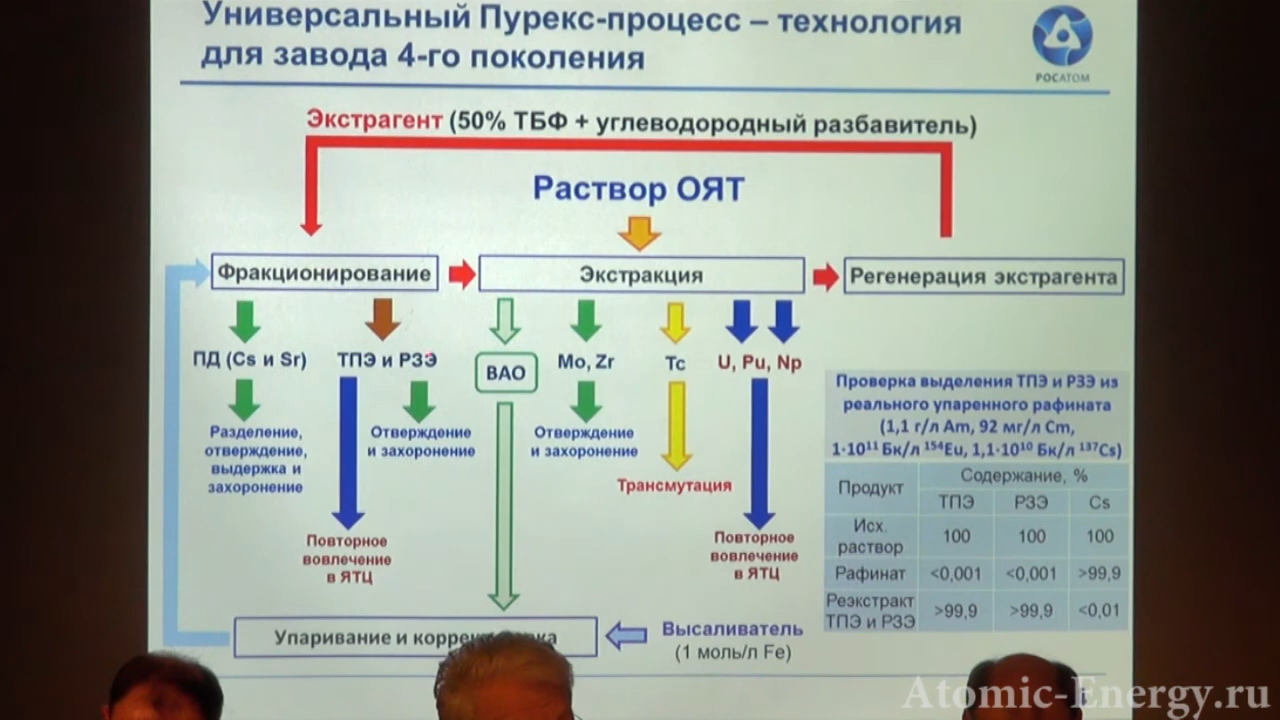 Универсальный Пурекс-процесс – технология
для завода 4-го поколения
РОСАТОМ
Экстрагент (50% ТБФ + углеводородный разбавитель)
Раствор ОЯТ
Фракционирование
Экстракция
Регенерация экстрагента
ПД (Cs и Sr)
ТПЭ и РЗЭ
ВАО
Mo, Zr
Tc
U, Pu, Np
Разделение,
отверждение,
выдержка и
захоронение
Отверждение
и захоронение
Отверждение
и захоронение
Трансмутация
Повторное
вовлечение
в ЯТЦ
Повторное
вовлечение
в ЯТЦ
Проверка выделения ТПЭ и РЗЭ из
реального упаренного рафината
(1,1 г/л Am, 92 мг/л Cm,
1·10¹¹ Бк/л ¹⁵⁴Eu, 1,1·10¹⁰ Бк/л ¹³⁷Cs)
Продукт Содержание, %
ТПЭ РЗЭ Cs
Исх.
раствор 100 100 100
Рафинат <0,001 <0,001 >99,9
Реэкстракт
ТПЭ и РЗЭ >99,9 >99,9 <0,01
Упаривание и
Высаливатель
(1 моль/л Fe)
Atomic-Energy.ru